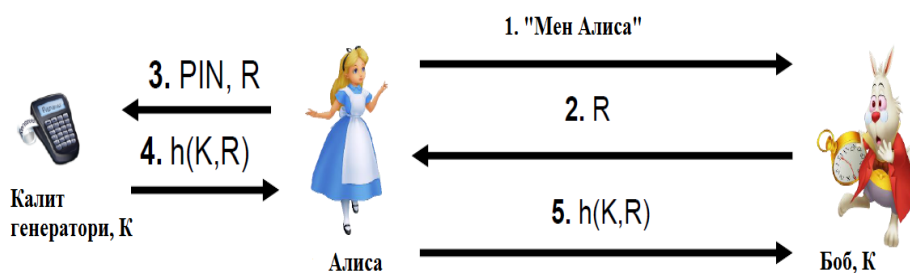 1. "Мен Алиса"
3. PIN, R
2. R
4. h(K,R)
5. h(K,R)
Калит
генератори, К
Алиса
Боб, К